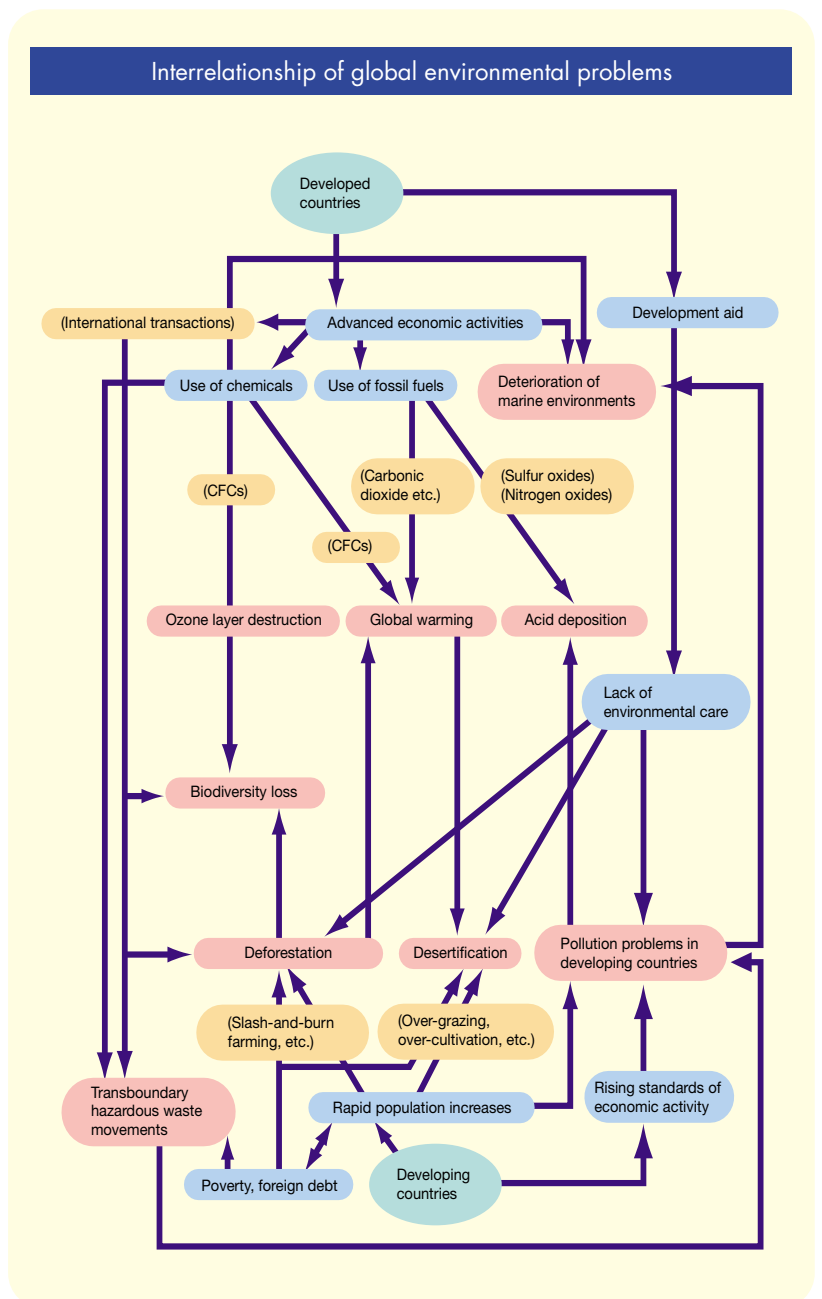 Interrelationship of global environmental problems
Developed
countries
Development aid
(International transactions)
Advanced economic activities
Use of chemicals
Use of fossil fuels
Deterioration of
marine environments
(CFCs)
(Carbonic
dioxide etc.)
(Sulfur oxides)
(Nitrogen oxides)
(CFCs)
Ozone layer destruction
Global warming
Acid deposition
Lack of
environmental care
Biodiversity loss
Deforestation
Desertification
Pollution problems in
developing countries
(Slash-and-burn
farming, etc.)
(Over-grazing,
over-cultivation, etc.)
Transboundary
hazardous waste
movements
Rapid population increases
Rising standards of
economic activity
Poverty, foreign debt
Developing
countries